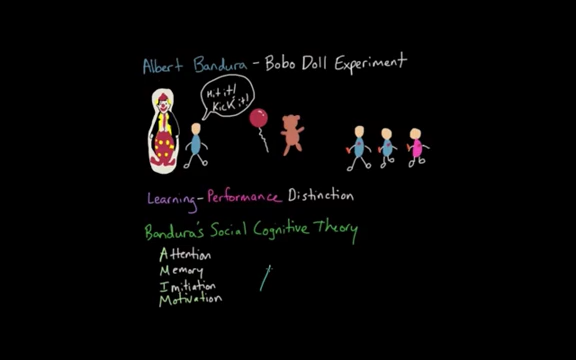 Albert Bandura - Bobo Doll Experiment
Hit it!
Kick it!
Learning - Performance Distinction
Bandura's Social Cognitive Theory
Attention
Memory
Imitiation
Motivation